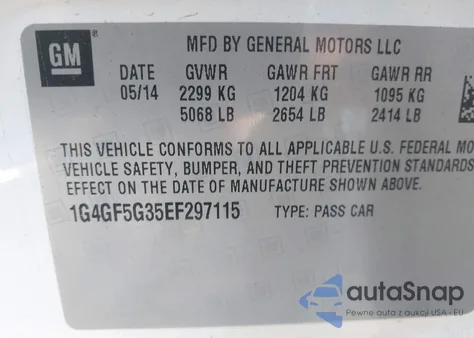 GM
MFD BY GENERAL MOTORS LLC
DATE GVWR GAWR FRT GAWR RR
05/14 2299 KG 1204 KG 1095 KG
5068 LB 2654 LB 2414 LB
THIS VEHICLE CONFORMS TO ALL APPLICABLE U.S. FEDERAL MO
VEHICLE SAFETY, BUMPER, AND THEFT PREVENTION STANDARDS
EFFECT ON THE DATE OF MANUFACTURE SHOWN ABOVE.
1G4GF5G35EF297115 TYPE: PASS CAR
autoSnap
Pewne auta z aukcji USA - EU